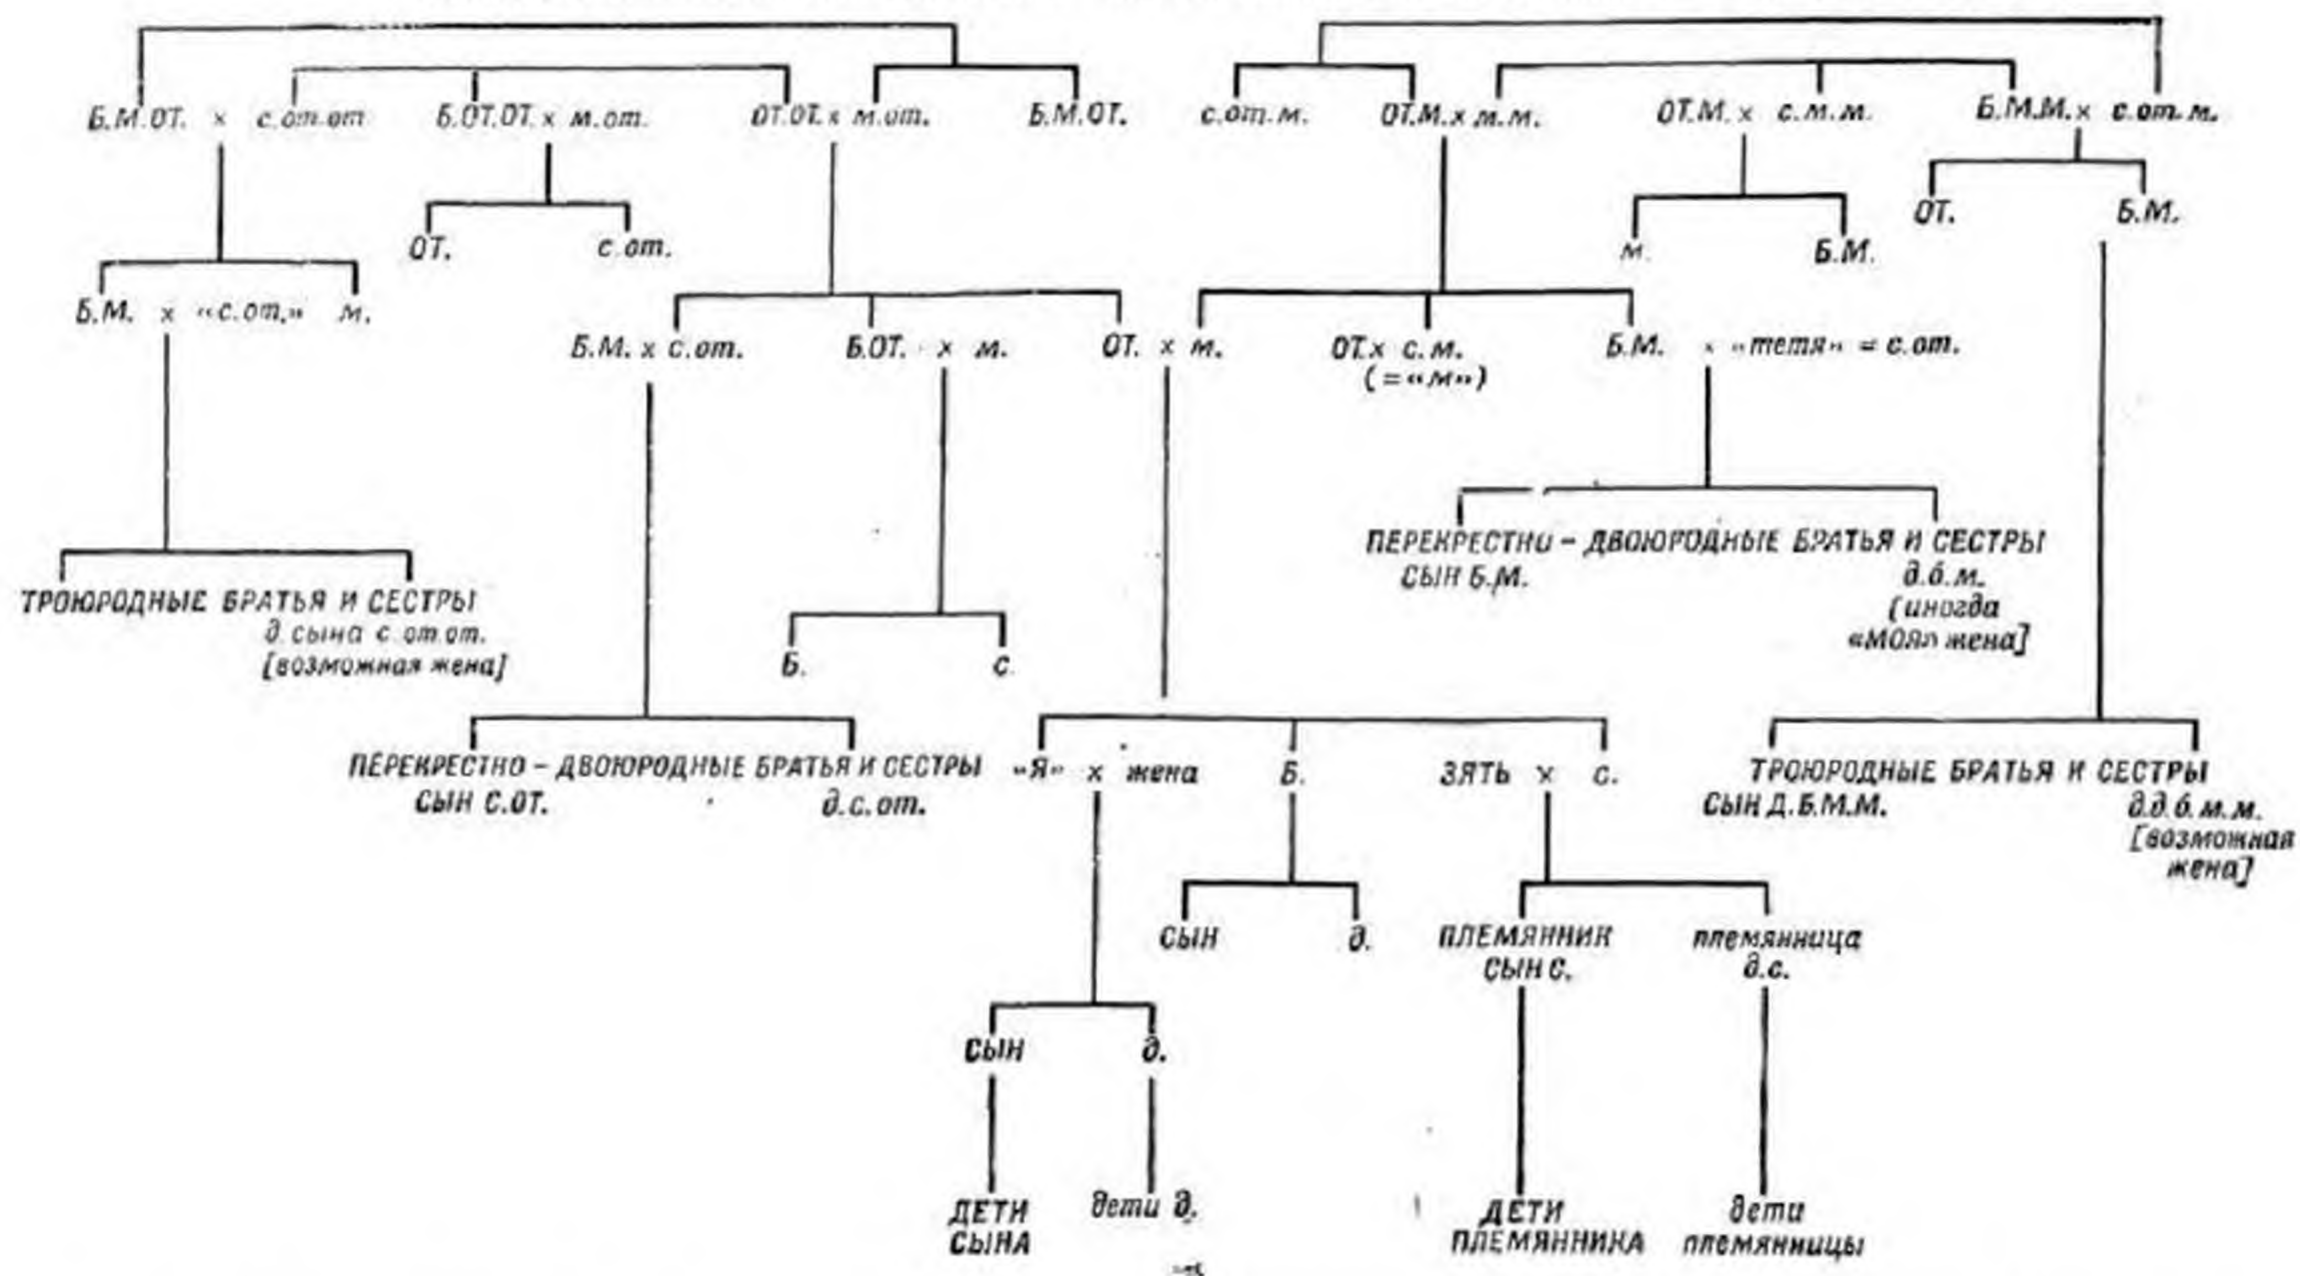 Б.М.ОТ. × с.от.от Б.ОТ.ОТ. × м.от. ОТ.ОТ. × м.от. Б.М.ОТ. с.от.м. ОТ.М. × м.м. ОТ.М. × с.м.м. Б.М.М. × с.от.м.
ОТ. Б.М.
ОТ. с.от. м. Б.М.
Б.М. × «с.от.» м.
Б.М. × с.от. Б.ОТ. × м. ОТ. × м. ОТ. × с.м. Б.М. × «тетя» = с.от.
(=«м»)
ПЕРЕКРЕСТНО – ДВОЮРОДНЫЕ БРАТЬЯ И СЕСТРЫ
СЫН Б.М. д.б.м.
(иногда
«МОЯ» жена]
ТРОЮРОДНЫЕ БРАТЬЯ И СЕСТРЫ
д.сына с.от.от.
[возможная жена]
Б. с.
ПЕРЕКРЕСТНО – ДВОЮРОДНЫЕ БРАТЬЯ И СЕСТРЫ «Я» × жена Б. ЗЯТЬ × С. ТРОЮРОДНЫЕ БРАТЬЯ И СЕСТРЫ
СЫН С.ОТ. д.с.от. СЫН Д.Б.М.М. д.д.б.м.м.
[возможная
жена]
СЫН д. ПЛЕМЯННИК племянница
СЫН С. д.с.
СЫН д.
ДЕТИ дети д. ДЕТИ дети
СЫНА ПЛЕМЯННИКА племянницы